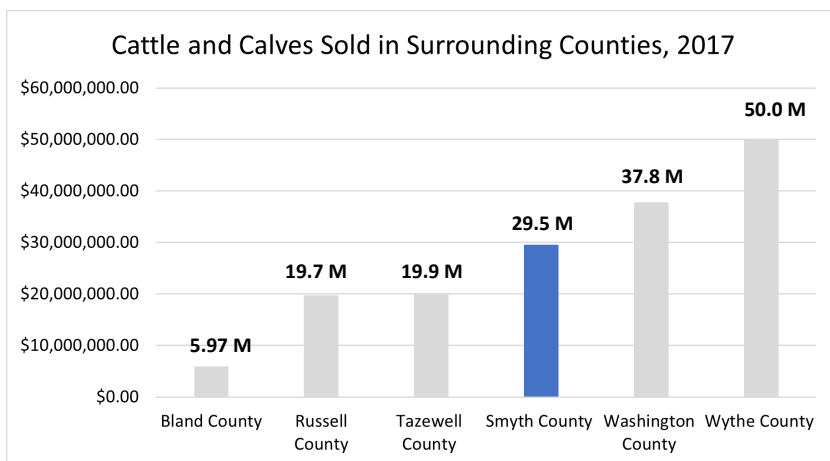 Cattle and Calves Sold in Surrounding Counties, 2017
$60,000,000.00
$50,000,000.00
$40,000,000.00
$30,000,000.00
$20,000,000.00
$10,000,000.00
$0.00
5.97 M
19.7 M
19.9 M
29.5 M
37.8 M
50.0 M
Bland County
Russell
County
Tazewell
County
Smyth County
Washington
County
Wythe County